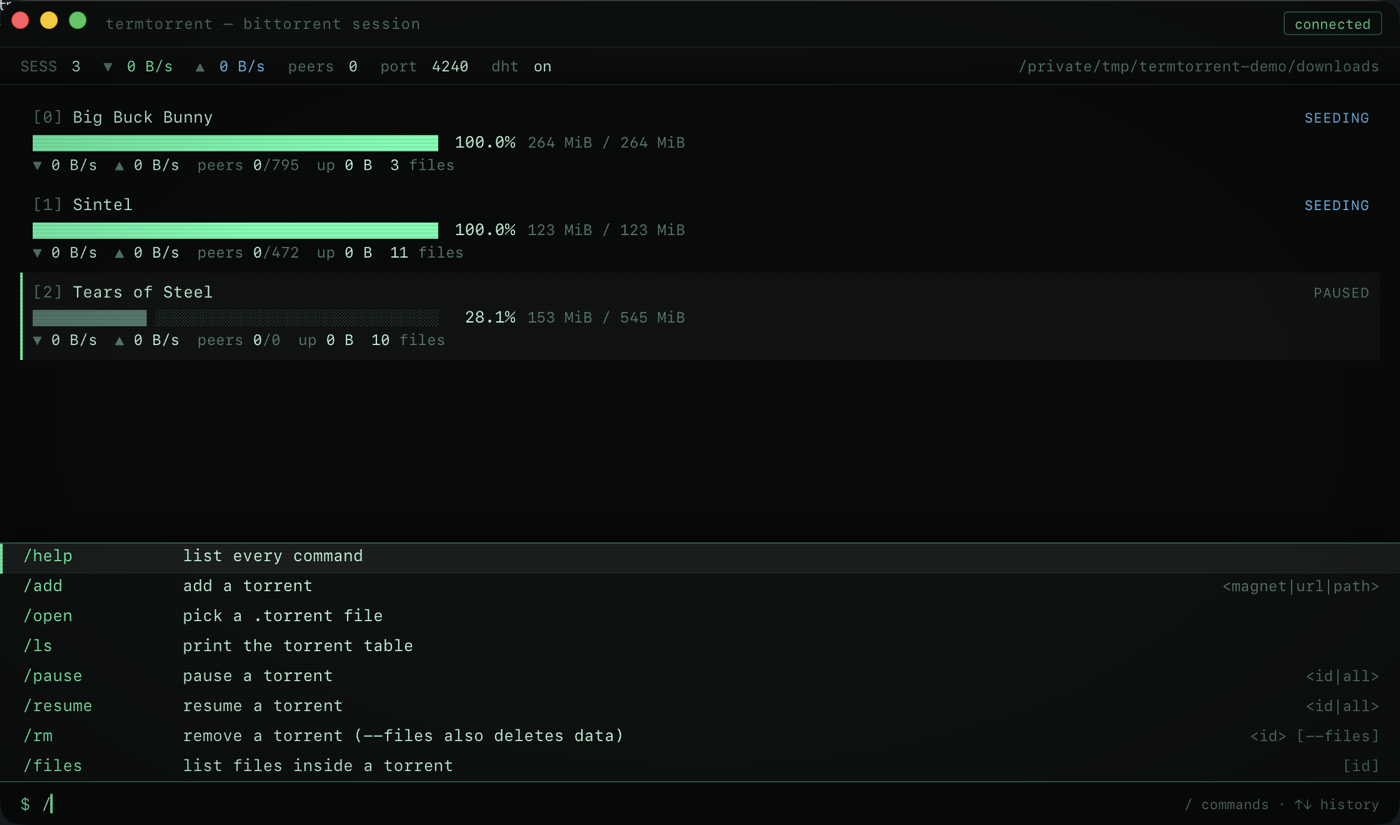 termtorrent — bittorrent session connected
SESS 3 ▼ 0 B/s ▲ 0 B/s peers 0 port 4240 dht on /private/tmp/termtorrent-demo/downloads
[0] Big Buck Bunny SEEDING
100.0% 264 MiB / 264 MiB
▼ 0 B/s ▲ 0 B/s peers 0/795 up 0 B 3 files
[1] Sintel SEEDING
100.0% 123 MiB / 123 MiB
▼ 0 B/s ▲ 0 B/s peers 0/472 up 0 B 11 files
[2] Tears of Steel PAUSED
28.1% 153 MiB / 545 MiB
▼ 0 B/s ▲ 0 B/s peers 0/0 up 0 B 10 files
/help list every command
/add add a torrent <magnet|url|path>
/open pick a .torrent file
/ls print the torrent table
/pause pause a torrent <id|all>
/resume resume a torrent <id|all>
/rm remove a torrent (--files also deletes data) <id> [--files]
/files list files inside a torrent [id]
$ / / commands · ↑↓ history